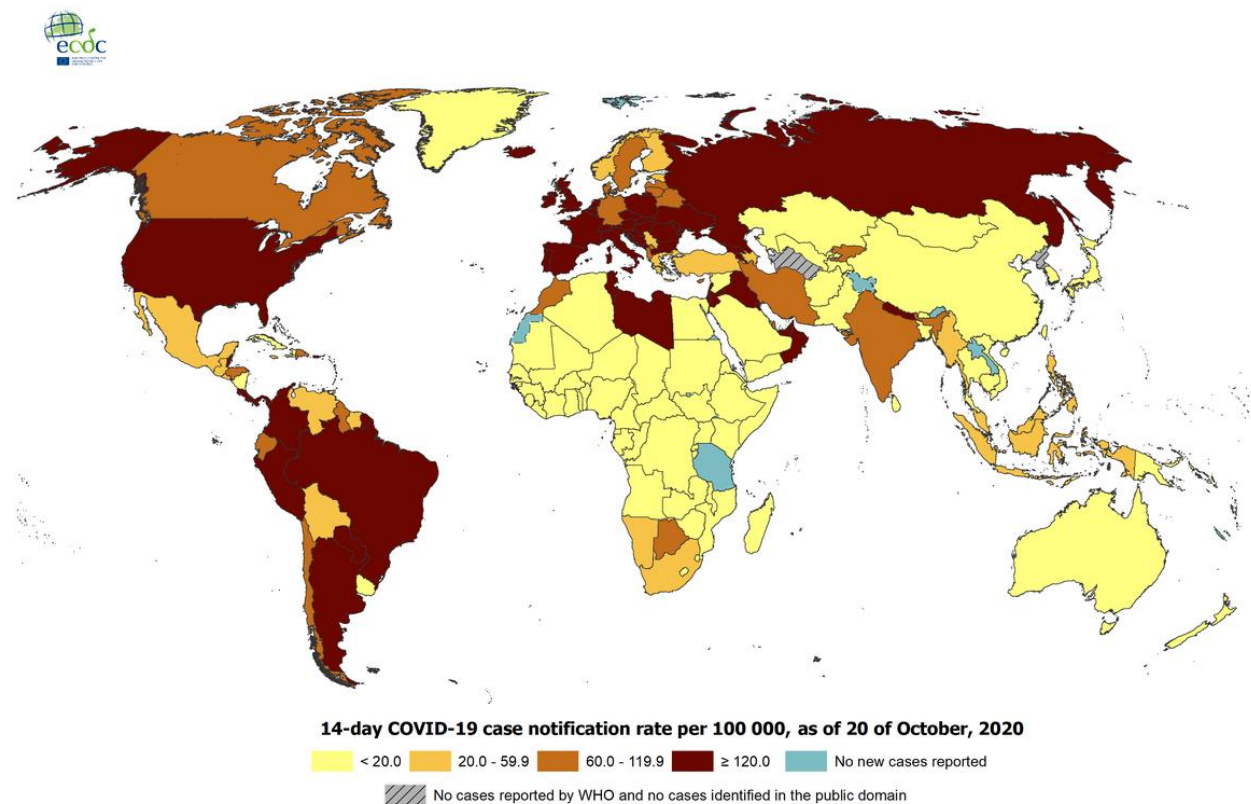 ecdc
14-day COVID-19 case notification rate per 100 000, as of 20 of October, 2020
< 20.0 20.0 - 59.9 60.0 - 119.9 ≥ 120.0 No new cases reported
No cases reported by WHO and no cases identified in the public domain